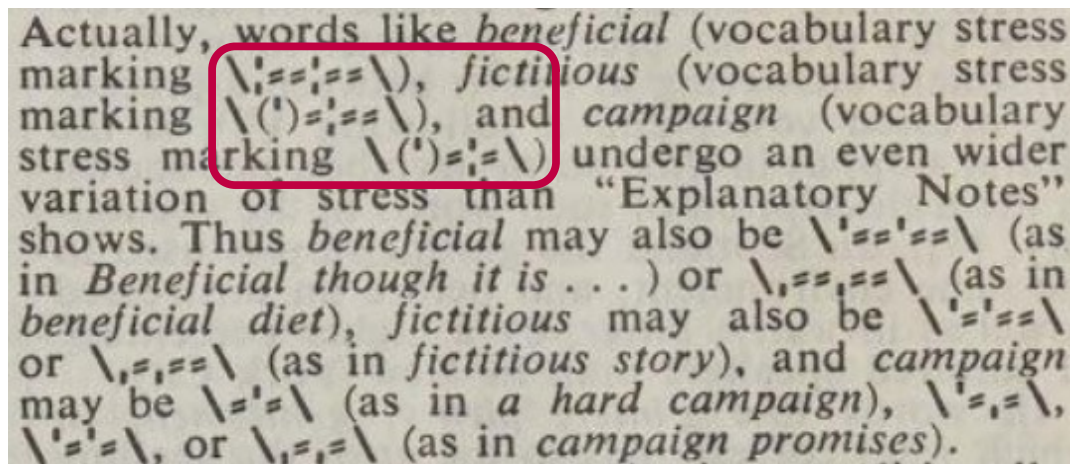 Actually, words like beneficial (vocabulary stress
marking \¦==¦==\), fictitious (vocabulary stress
marking \(ˈ)=¦==\), and campaign (vocabulary
stress marking \(ˈ)=¦=\) undergo an even wider
variation of stress than “Explanatory Notes”
shows. Thus beneficial may also be \ˈ==ˈ==\ (as
in Beneficial though it is . . . ) or \ˌ==ˌ==\ (as in
beneficial diet), fictitious may also be \ˈ=ˈ==\
or \ˌ=ˌ==\ (as in fictitious story), and campaign
may be \=ˈ=\ (as in a hard campaign), \ˈ=ˌ=\,
\ˈ=ˈ=\, or \ˌ=ˌ=\ (as in campaign promises).